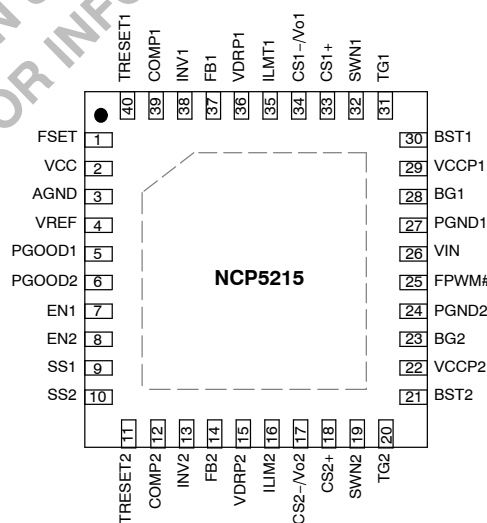 TRESET1
COMP1
INV1
FB1
VDRP1
ILMT1
CS1−/Vo1
CS1+
SWN1
TG1
40
39
38
37
36
35
34
33
32
31
FSET 1
VCC 2
AGND 3
VREF 4
PGOOD1 5
PGOOD2 6
EN1 7
EN2 8
SS1 9
SS2 10
NCP5215
30 BST1
29 VCCP1
28 BG1
27 PGND1
26 VIN
25 FPWM#
24 PGND2
23 BG2
22 VCCP2
21 BST2
11
12
13
14
15
16
17
18
19
20
TRESET2
COMP2
INV2
FB2
VDRP2
ILIM2
CS2−/Vo2
CS2+
SWN2
TG2
OR INFO